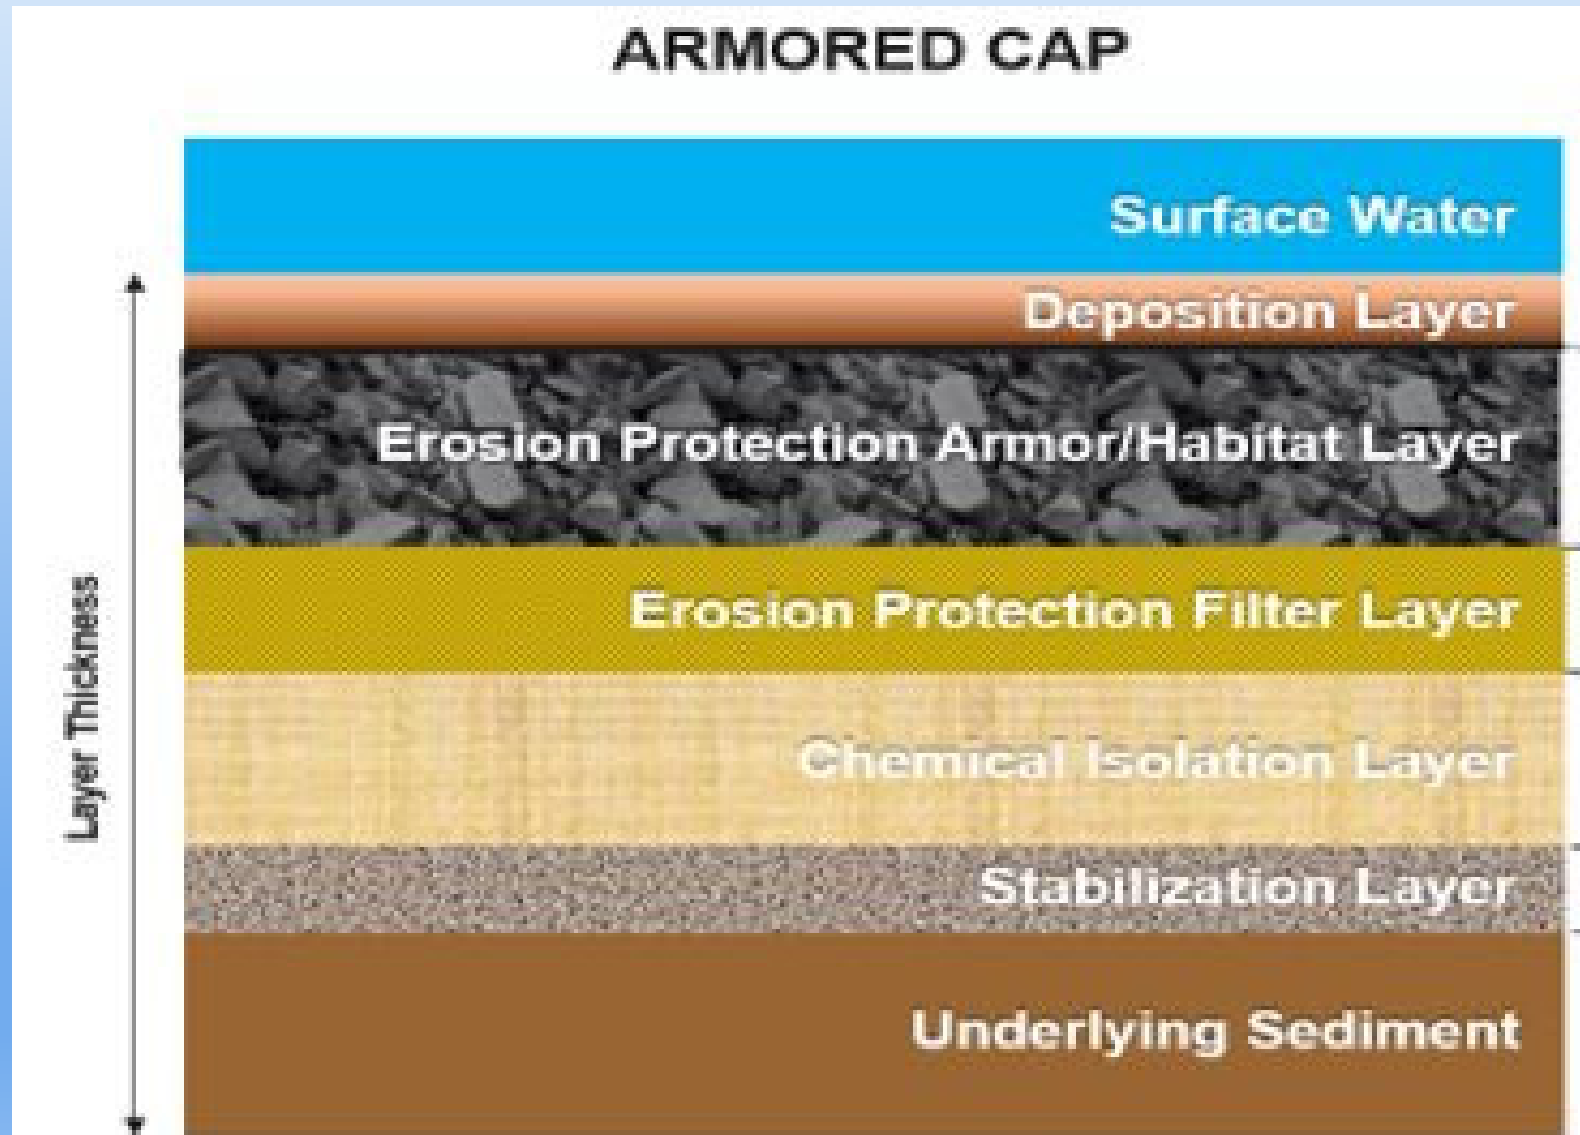 ARMORED CAP
Surface Water
Deposition Layer
Erosion Protection Armor/Habitat Layer
Erosion Protection Filter Layer
Chemical Isolation Layer
Stabilization Layer
Underlying Sediment
Layer Thickness